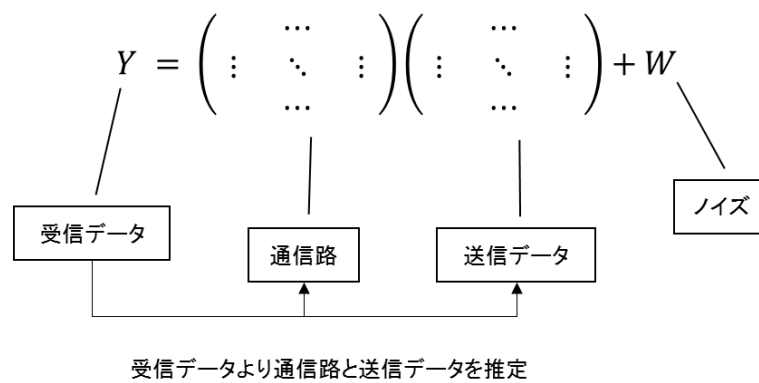 Y = ( ⋯ ⋮ ⋱ ⋮ ⋯ )( ⋯ ⋮ ⋱ ⋮ ⋯ ) + W
受信データ
通信路
送信データ
ノイズ
受信データより通信路と送信データを推定